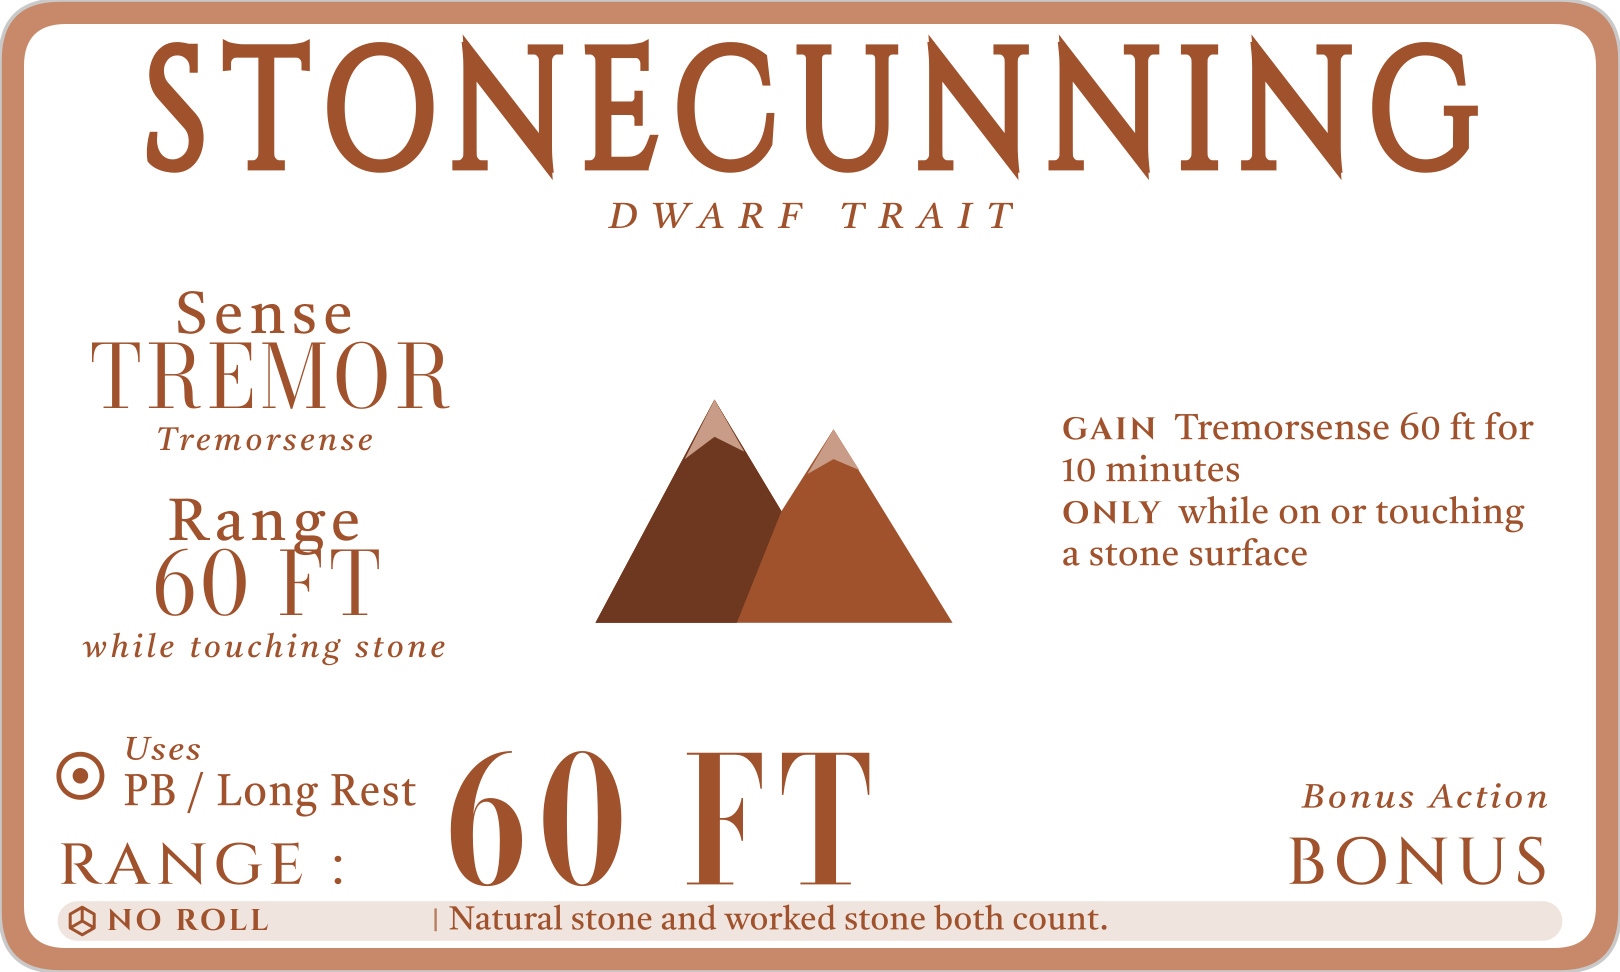 STONECUNNING
DWARF TRAIT
Sense
TREMOR
Tremorsense
Range
60 FT
while touching stone
GAIN Tremorsense 60 ft for
10 minutes
ONLY while on or touching
a stone surface
Uses
PB / Long Rest
RANGE :
60 FT
Bonus Action
BONUS
NO ROLL
| Natural stone and worked stone both count.